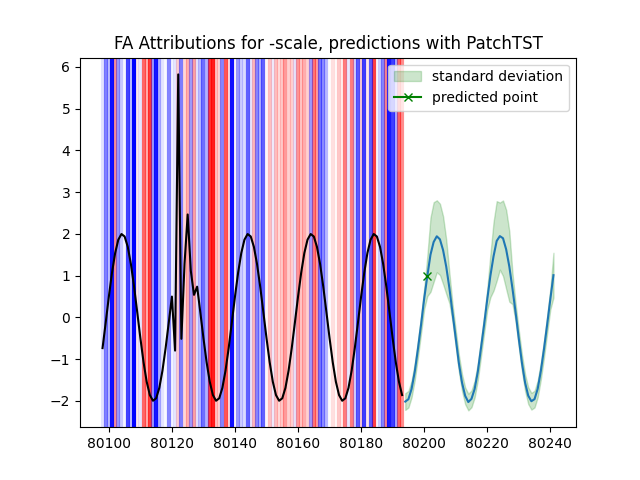 FA Attributions for -scale, predictions with PatchTST
standard deviation
predicted point
6
5
4
3
2
1
0
−1
−2
80100 80120 80140 80160 80180 80200 80220 80240